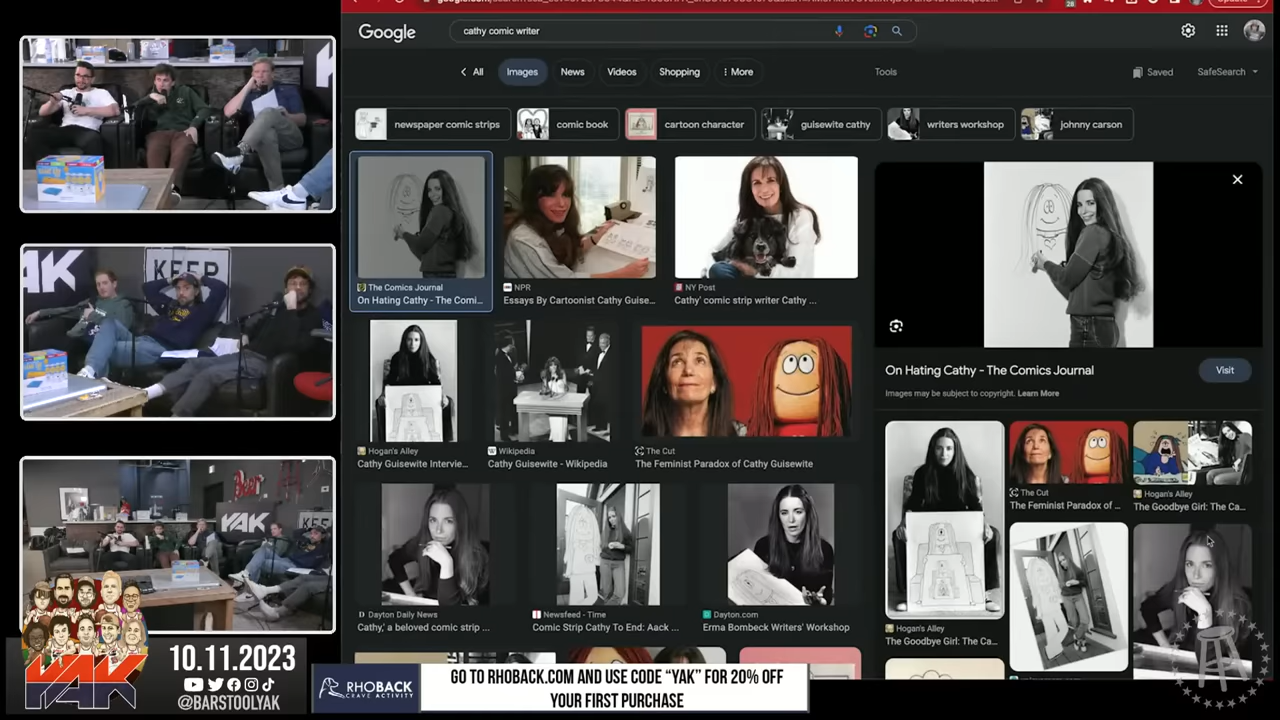 Google
cathy comic writer
All
Images
News
Videos
Shopping
More
Tools
Saved
SafeSearch
newspaper comic strips
comic book
cartoon character
guisewite cathy
writers workshop
johnny carson
The Comics Journal
On Hating Cathy - The Comi...
NPR
Essays By Cartoonist Cathy Guise...
NY Post
Cathy' comic strip writer Cathy ...
Hogan's Alley
Cathy Guisewite Intervie...
Wikipedia
Cathy Guisewite - Wikipedia
The Cut
The Feminist Paradox of Cathy Guisewite
Dayton Daily News
Cathy,' a beloved comic strip ...
Newsfeed - Time
Comic Strip Cathy To End: Aack ...
Dayton.com
Erma Bombeck Writers' Workshop
On Hating Cathy - The Comics Journal
Visit
Images may be subject to copyright. Learn More
The Cut
The Feminist Paradox of ...
Hogan's Alley
The Goodbye Girl: The Ca...
Hogan's Alley
The Goodbye Girl: The Ca...
YAK
KEEP
Beer
YAK
YAK
10.11.2023
@BARSTOOLYAK
RHOBACK
CRAVE ACTIVITY
GO TO RHOBACK.COM AND USE CODE “YAK” FOR 20% OFF
YOUR FIRST PURCHASE